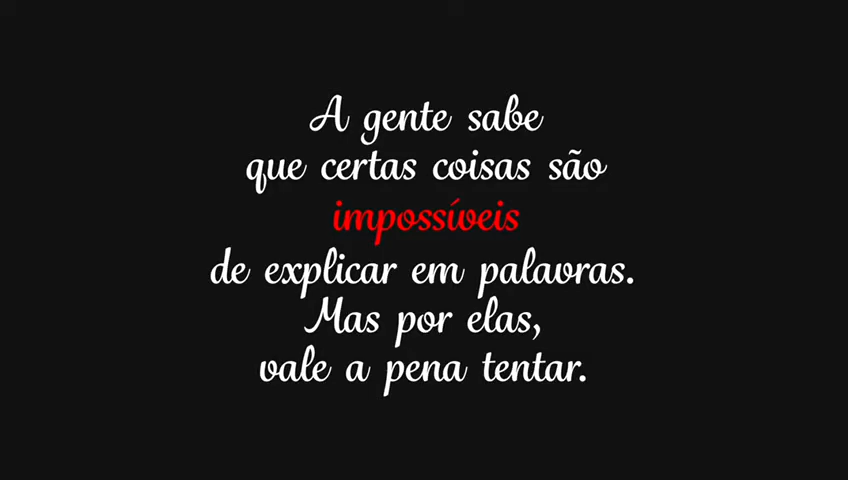 A gente sabe
que certas coisas são
impossíveis
de explicar em palavras.
Mas por elas,
vale a pena tentar.